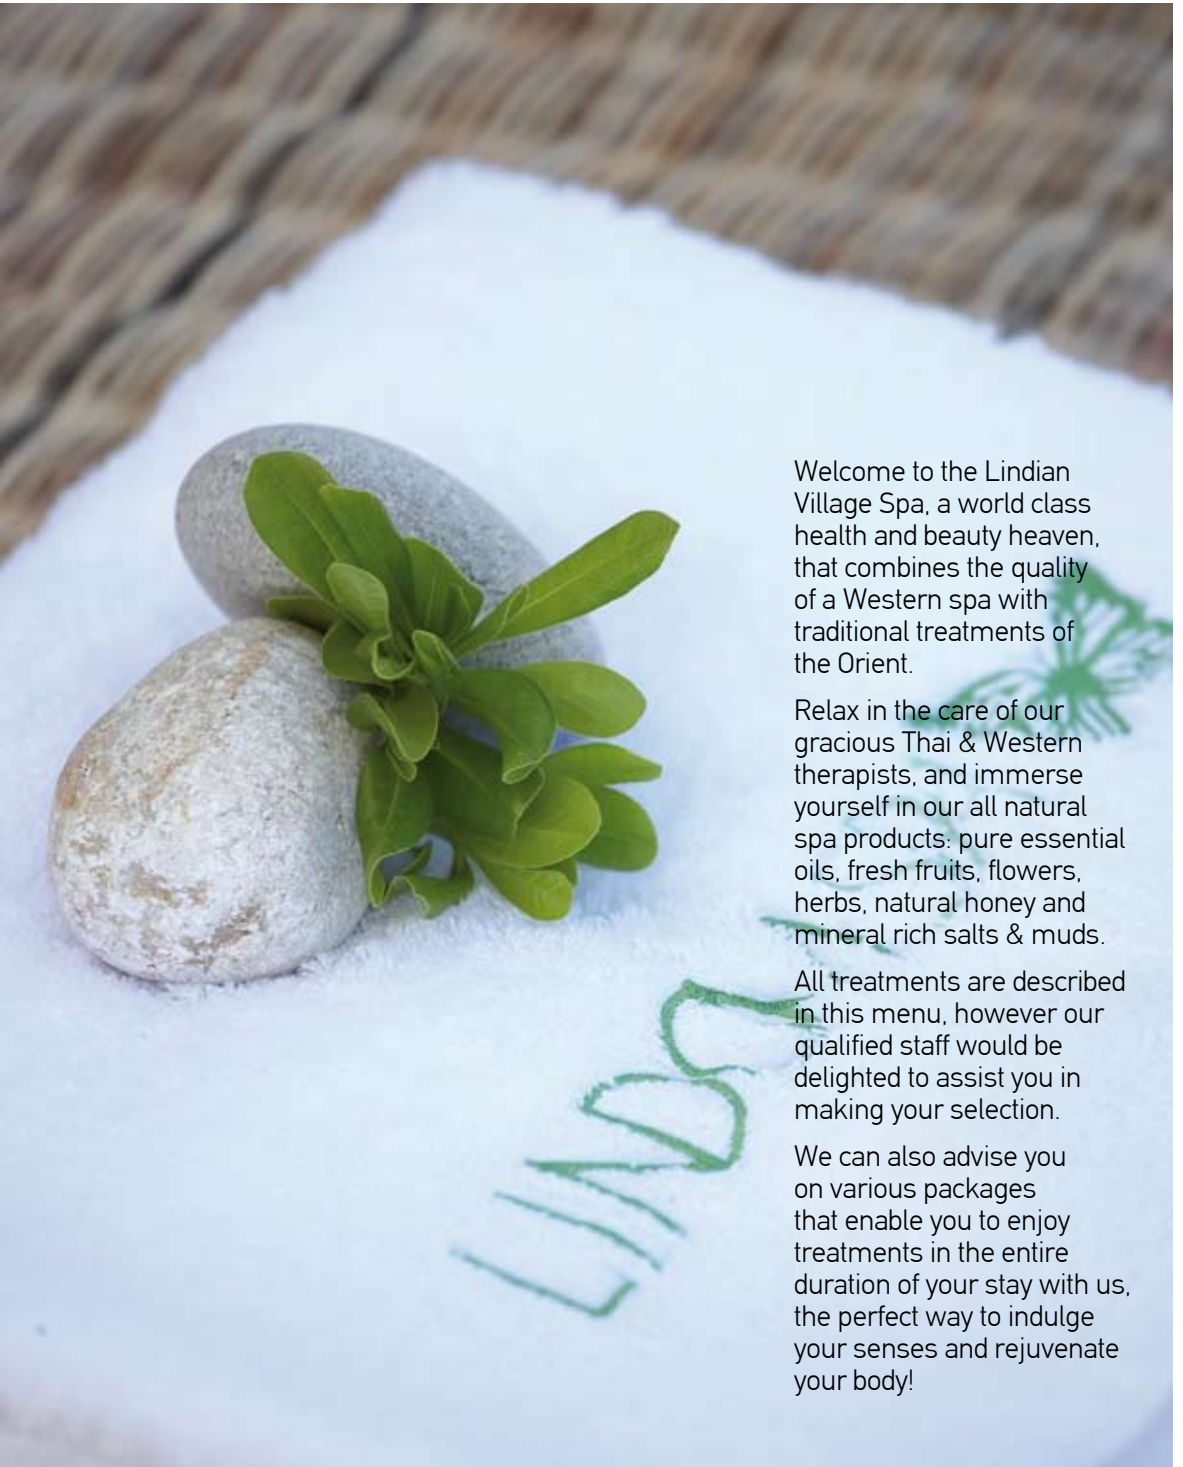 Welcome to the Lindian
Village Spa, a world class
health and beauty heaven,
that combines the quality
of a Western spa with
traditional treatments of
the Orient.
Relax in the care of our
gracious Thai & Western
therapists, and immerse
yourself in our all natural
spa products: pure essential
oils, fresh fruits, flowers,
herbs, natural honey and
mineral rich salts & muds.
All treatments are described
in this menu, however our
qualified staff would be
delighted to assist you in
making your selection.
We can also advise you
on various packages
that enable you to enjoy
treatments in the entire
duration of your stay with us,
the perfect way to indulge
your senses and rejuvenate
your body!